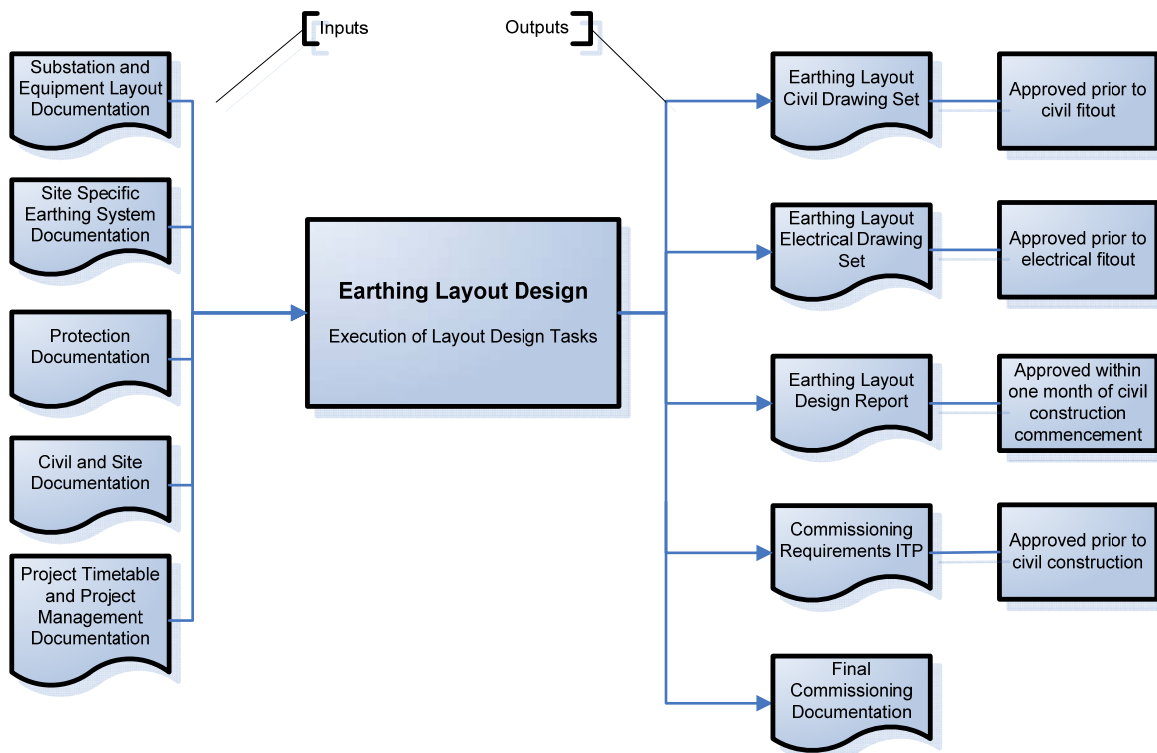 Inputs
Outputs
Substation and
Equipment Layout
Documentation
Site Specific
Earthing System
Documentation
Protection
Documentation
Civil and Site
Documentation
Project Timetable
and Project
Management
Documentation
Earthing Layout Design
Execution of Layout Design Tasks
Earthing Layout
Civil Drawing Set
Approved prior to
civil fitout
Earthing Layout
Electrical Drawing
Set
Approved prior to
electrical fitout
Earthing Layout
Design Report
Approved within
one month of civil
construction
commencement
Commissioning
Requirements ITP
Approved prior to
civil construction
Final
Commissioning
Documentation